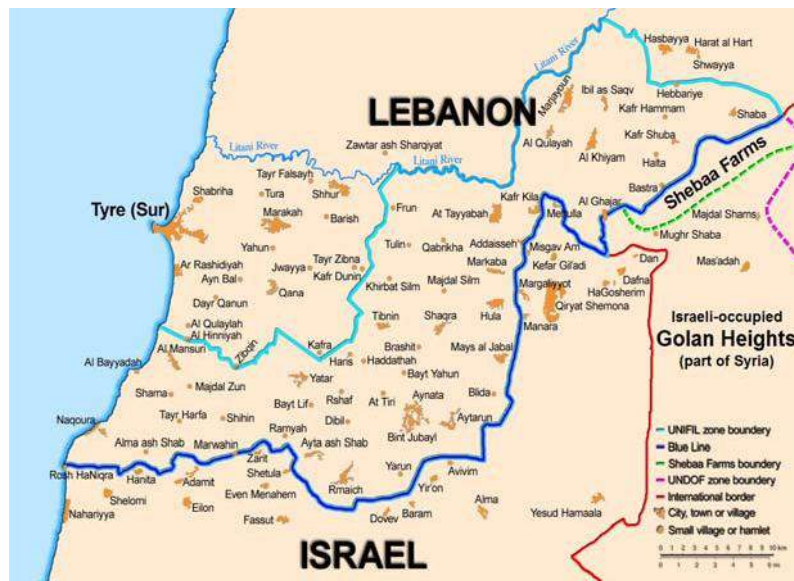 Hasbayya
Harat al Hart
Shwayya
Litani River
Marjayoun
Ibil as Saqv
Hebbariye
Kafr Hammam
Shaba
LEBANON
Kafr Shuba
Litani River
Zawtar ash Sharqiyat
Al Qulayah
Al Khiyam
Halta
Litani River
Tayr Falsayh
Shebaa Farms
Shabriha
Tura
Shhur
Bastra
Kafr Kila
Al Ghajar
Tyre (Sur)
Marakah
Barish
Frun
At Tayyabah
Metulla
Majdal Shams
Mughr Shaba
Yahun
Tulin
Qabrikha
Addaisseh
Misgav Am
Dan
Mas'adah
Ar Rashidiyah
Jwayya
Tayr Zibna
Markaba
Kefar Gil'adi
Ayn Bal
Kafr Dunin
Khirbat Silm
Majdal Silm
Margaliyyot
Dafna
HaGosherim
Dayr Qanun
Qana
Qiryat Shemona
Tibnin
Shaqra
Hula
Israeli-occupied
Golan Heights
(part of Syria)
Al Qulaylah
Al Hinniyah
Manara
Al Mansuri
Zibqin
Kafra
Haris
Brashit
Mays al Jabal
Al Bayyadah
Haddathah
Yatar
Bayt Yahun
Shama
Majdal Zun
Bayt Lif
Rshaf
At Tiri
Aynata
Blida
Naqoura
Tayr Harfa
Shihin
Dibil
Aytarun
Ramyah
Bint Jubayl
Alma ash Shab
Marwahin
Ayta ash Shab
Zarit
Rosh HaNiqra
Hanita
Adamit
Shetula
Yarun
Avivim
Rmaich
Yir'on
Shelomi
Even Menahem
Nahariyya
Eilon
Baram
Alma
Yesud Hamaala
Fassut
Dovev
ISRAEL
UNIFIL zone boundary
Blue Line
Shebaa Farms boundary
UNDOF zone boundary
International border
City, town or village
Small village or hamlet